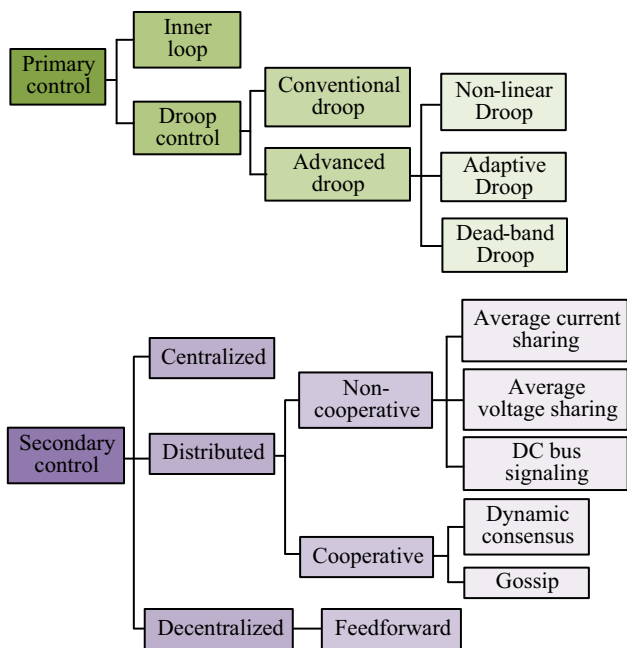 Primary
control
Inner
loop
Droop
control
Conventional
droop
Advanced
droop
Non-linear
Droop
Adaptive
Droop
Dead-band
Droop
Secondary
control
Centralized
Distributed
Decentralized
Non-
cooperative
Cooperative
Feedforward
Average current
sharing
Average
voltage sharing
DC bus
signaling
Dynamic
consensus
Gossip